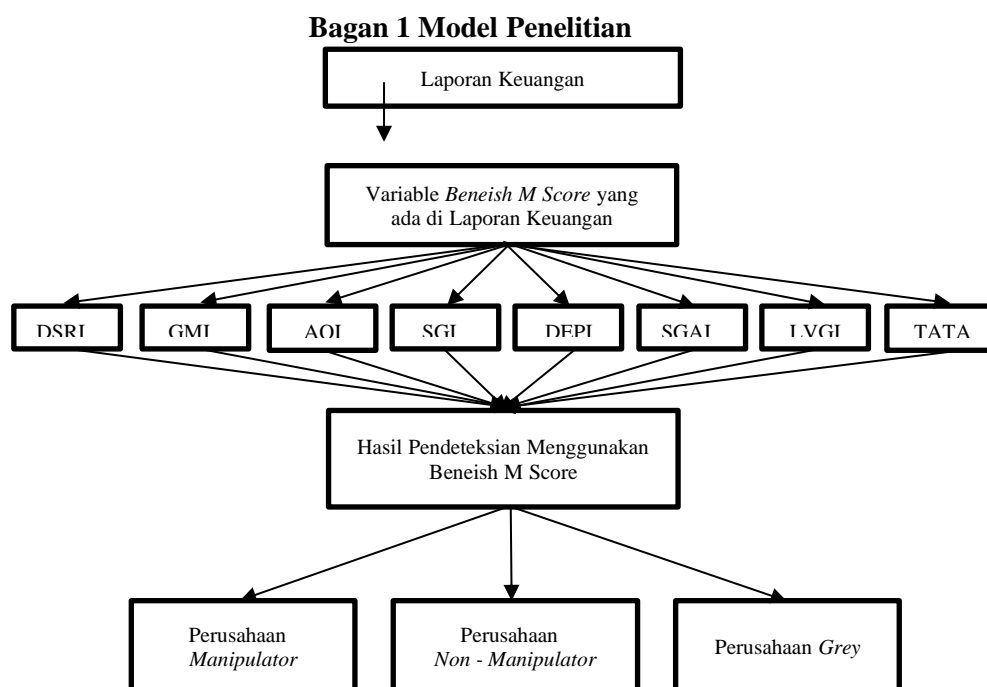 Bagan 1 Model Penelitian
Laporan Keuangan
Variable Beneish M Score yang
ada di Laporan Keuangan
DSRI
GMI
AQI
SGI
DEPI
SGAI
LVGI
TATA
Hasil Pendeteksian Menggunakan
Beneish M Score
Perusahaan
Manipulator
Perusahaan
Non - Manipulator
Perusahaan Grey